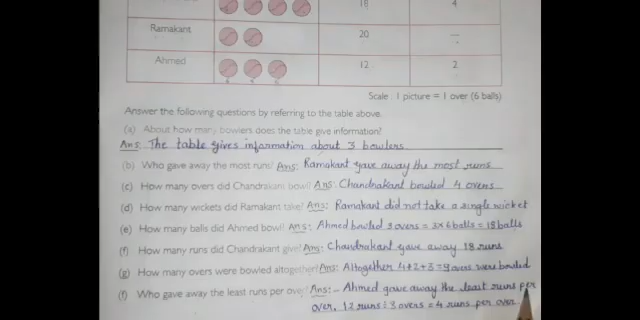 18 4
Ramakant 20 —
Ahmed 12 2
Scale : 1 picture = 1 over (6 balls)
Answer the following questions by referring to the table above.
(a) About how many bowlers does the table give information?
Ans: The table gives information about 3 bowlers
(b) Who gave away the most runs? Ans: Ramakant gave away the most runs
(c) How many overs did Chandrakant bowl? Ans: Chandrakant bowled 4 overs
(d) How many wickets did Ramakant take? Ans: Ramakant did not take a single wicket
(e) How many balls did Ahmed bowl? Ans: Ahmed bowled 3 overs = 3x6balls = 18balls
(f) How many runs did Chandrakant give? Ans: Chandrakant gave away 18 runs
(g) How many overs were bowled altogether? Ans: Altogether 4+2+3=9 overs were bowled
(f) Who gave away the least runs per over? Ans:- Ahmed gave away the least runs per
over. 12 runs ÷ 3 overs = 4 runs per over